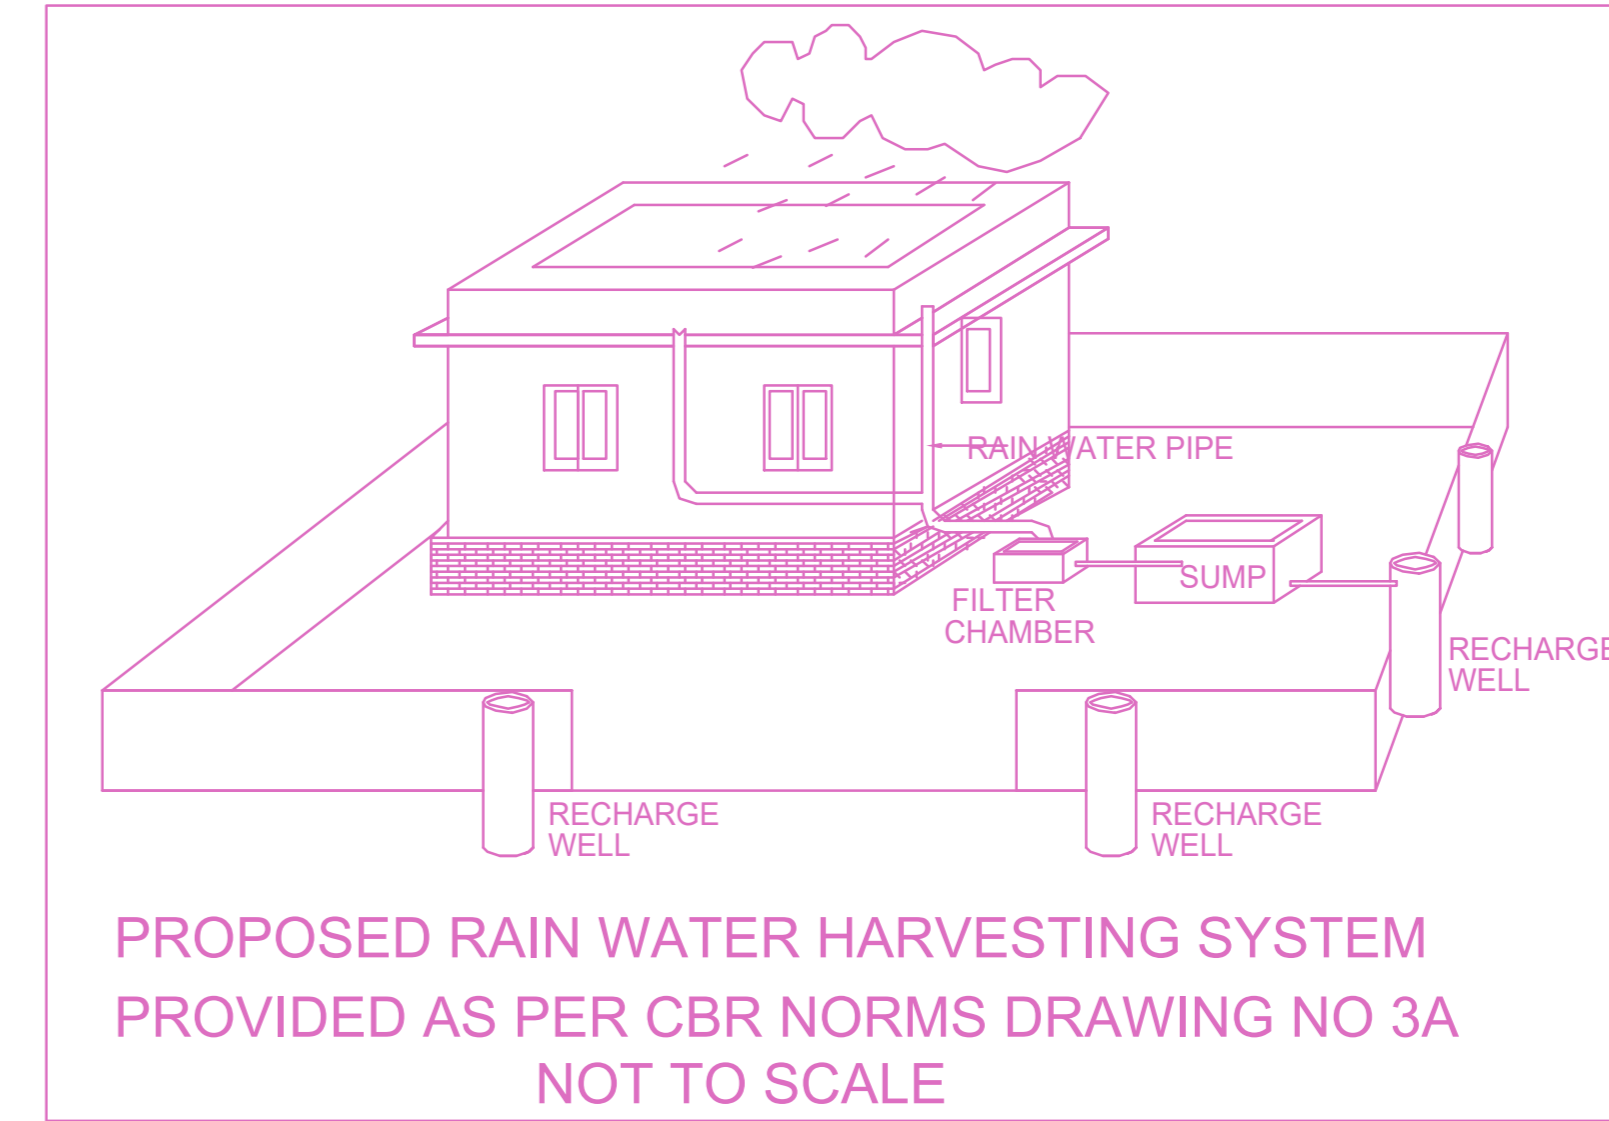 RAIN WATER PIPE
SUMP
FILTER
CHAMBER
RECHARGE
WELL
RECHARGE
WELL
RECHARGE
WELL
PROPOSED RAIN WATER HARVESTING SYSTEM
PROVIDED AS PER CBR NORMS DRAWING NO 3A
NOT TO SCALE